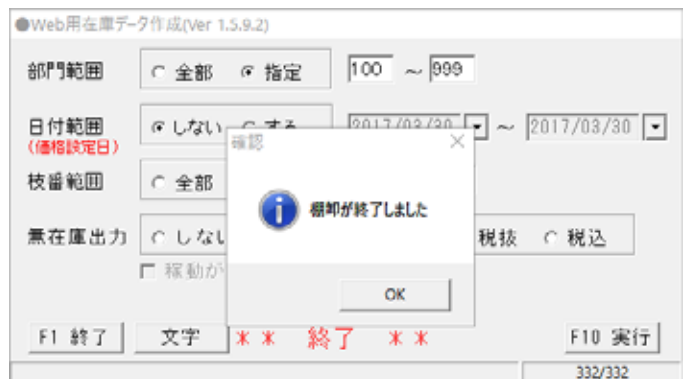 ●Web用在庫データ作成(Ver 1.5.9.2)
部門範囲 全部 指定 100 ～ 999
日付範囲 しない する 2017/03/30 ～ 2017/03/30
(価格設定日)
確認
枝番範囲 全部
棚卸が終了しました
無在庫出力 しない 税抜 税込
稼動が
OK
F1 終了 文字 ＊＊ 終了 ＊＊ F10 実行
332/332